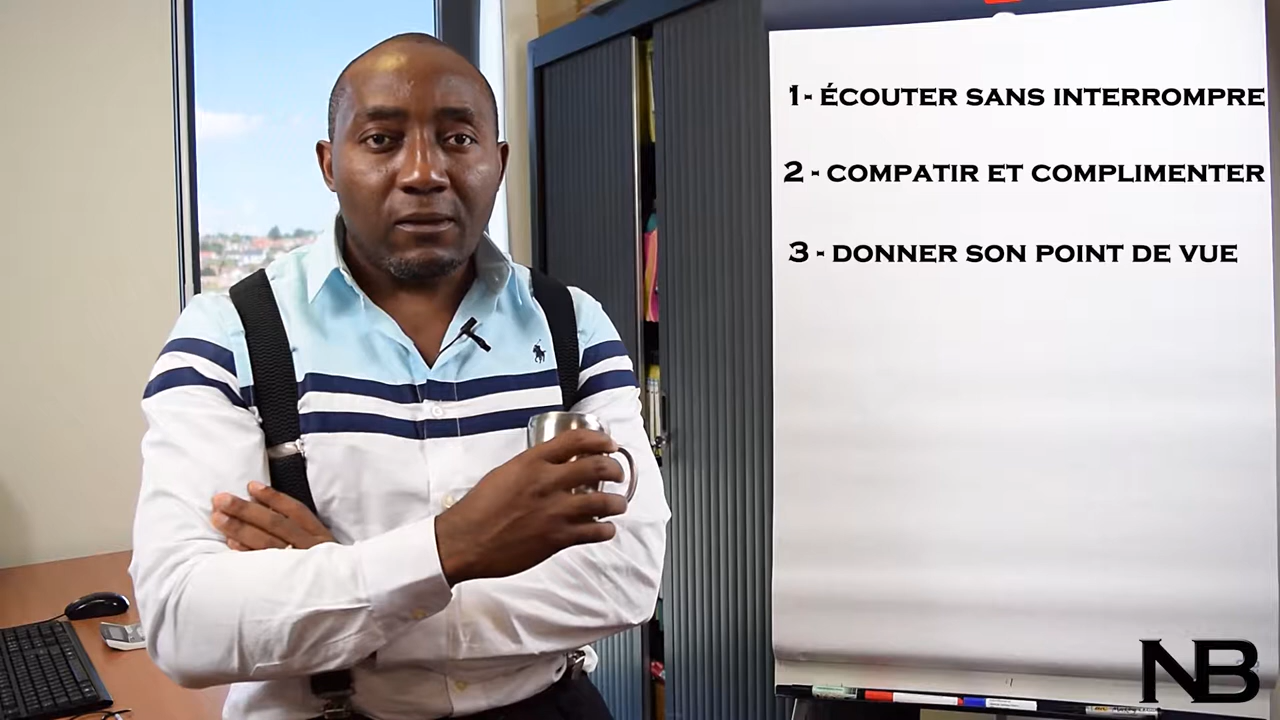 1- ÉCOUTER SANS INTERROMPRE
2 - COMPATIR ET COMPLIMENTER
3 - DONNER SON POINT DE VUE
NB